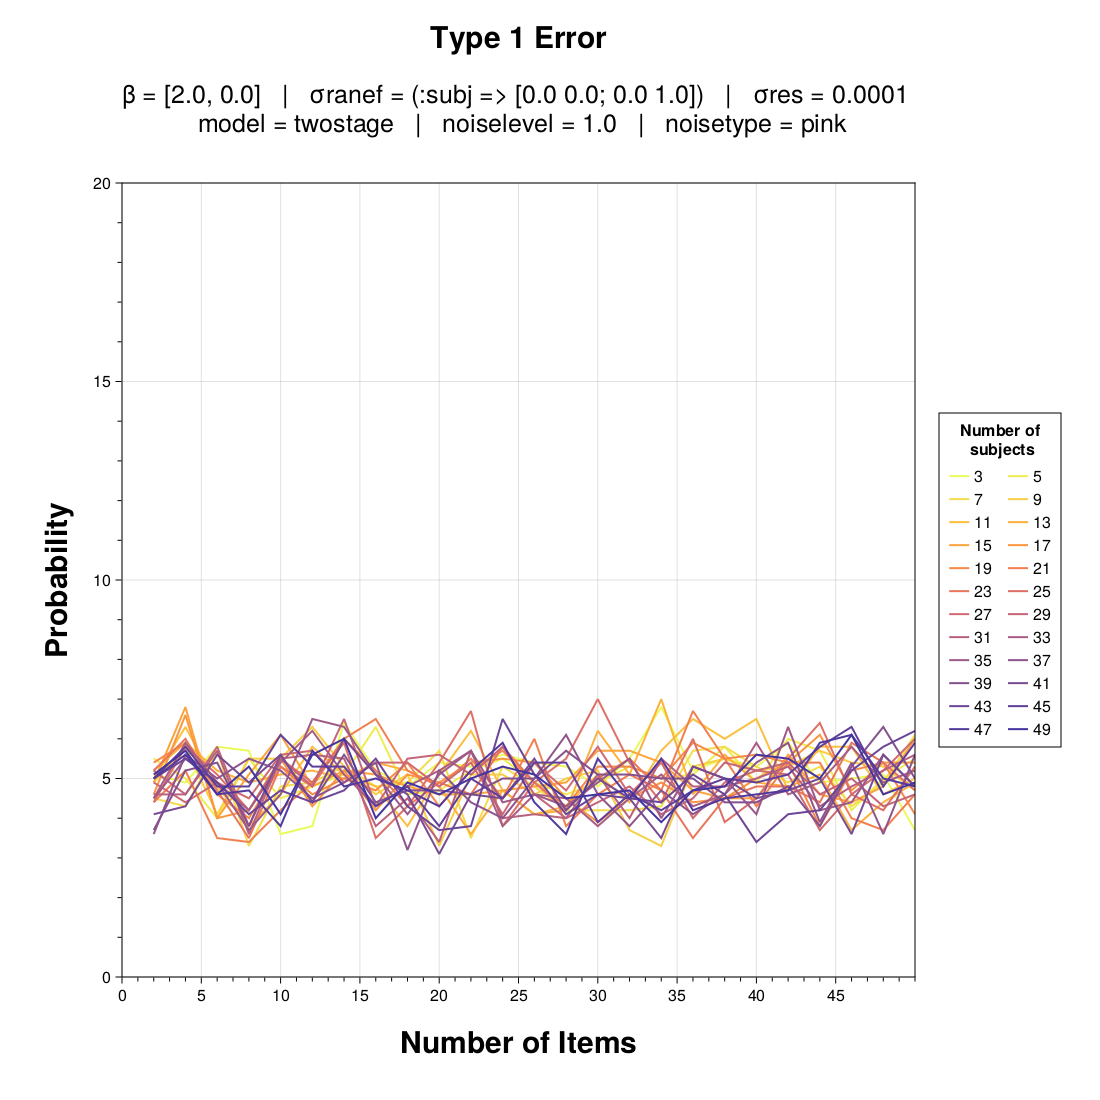 Type 1 Error
β = [2.0, 0.0] | σranef = (:subj => [0.0 0.0; 0.0 1.0]) | σres = 0.0001
model = twostage | noiselevel = 1.0 | noisetype = pink
Probability
20
15
10
5
0
0 5 10 15 20 25 30 35 40 45
Number of Items
Number of
subjects
3 5
7 9
11 13
15 17
19 21
23 25
27 29
31 33
35 37
39 41
43 45
47 49